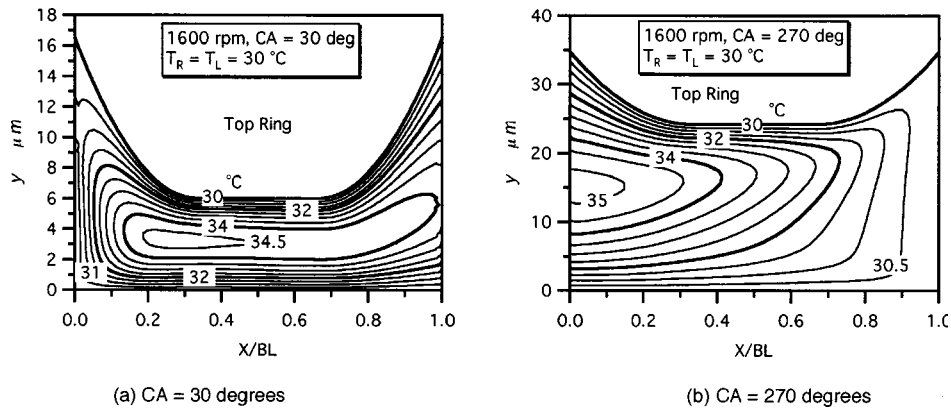 18
16
14
12
10
8
6
4
2
0
y μm
1600 rpm, CA = 30 deg
T_R = T_L = 30 °C
Top Ring
°C
30
32
34
34.5
31
32
0.0 0.2 0.4 0.6 0.8 1.0
X/BL
(a) CA = 30 degrees
40
30
20
10
0
y μm
1600 rpm, CA = 270 deg
T_R = T_L = 30 °C
Top Ring
°C
30
32
34
35
30.5
0.0 0.2 0.4 0.6 0.8 1.0
X/BL
(b) CA = 270 degrees